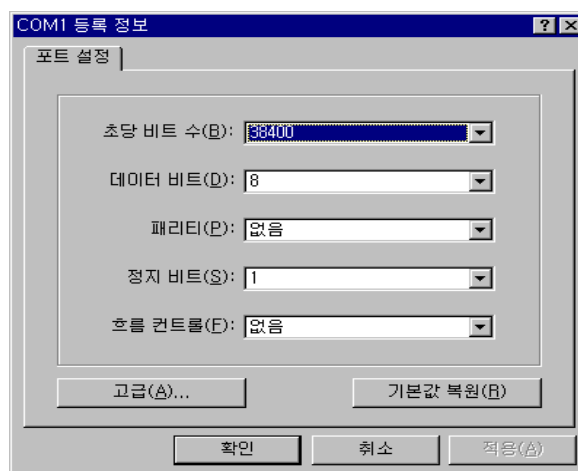 COM1 등록 정보
포트 설정
초당 비트 수(B): 38400
데이터 비트(D): 8
패리티(P): 없음
정지 비트(S): 1
흐름 컨트롤(F): 없음
고급(A)... 기본값 복원(R)
확인 취소 적용(A)